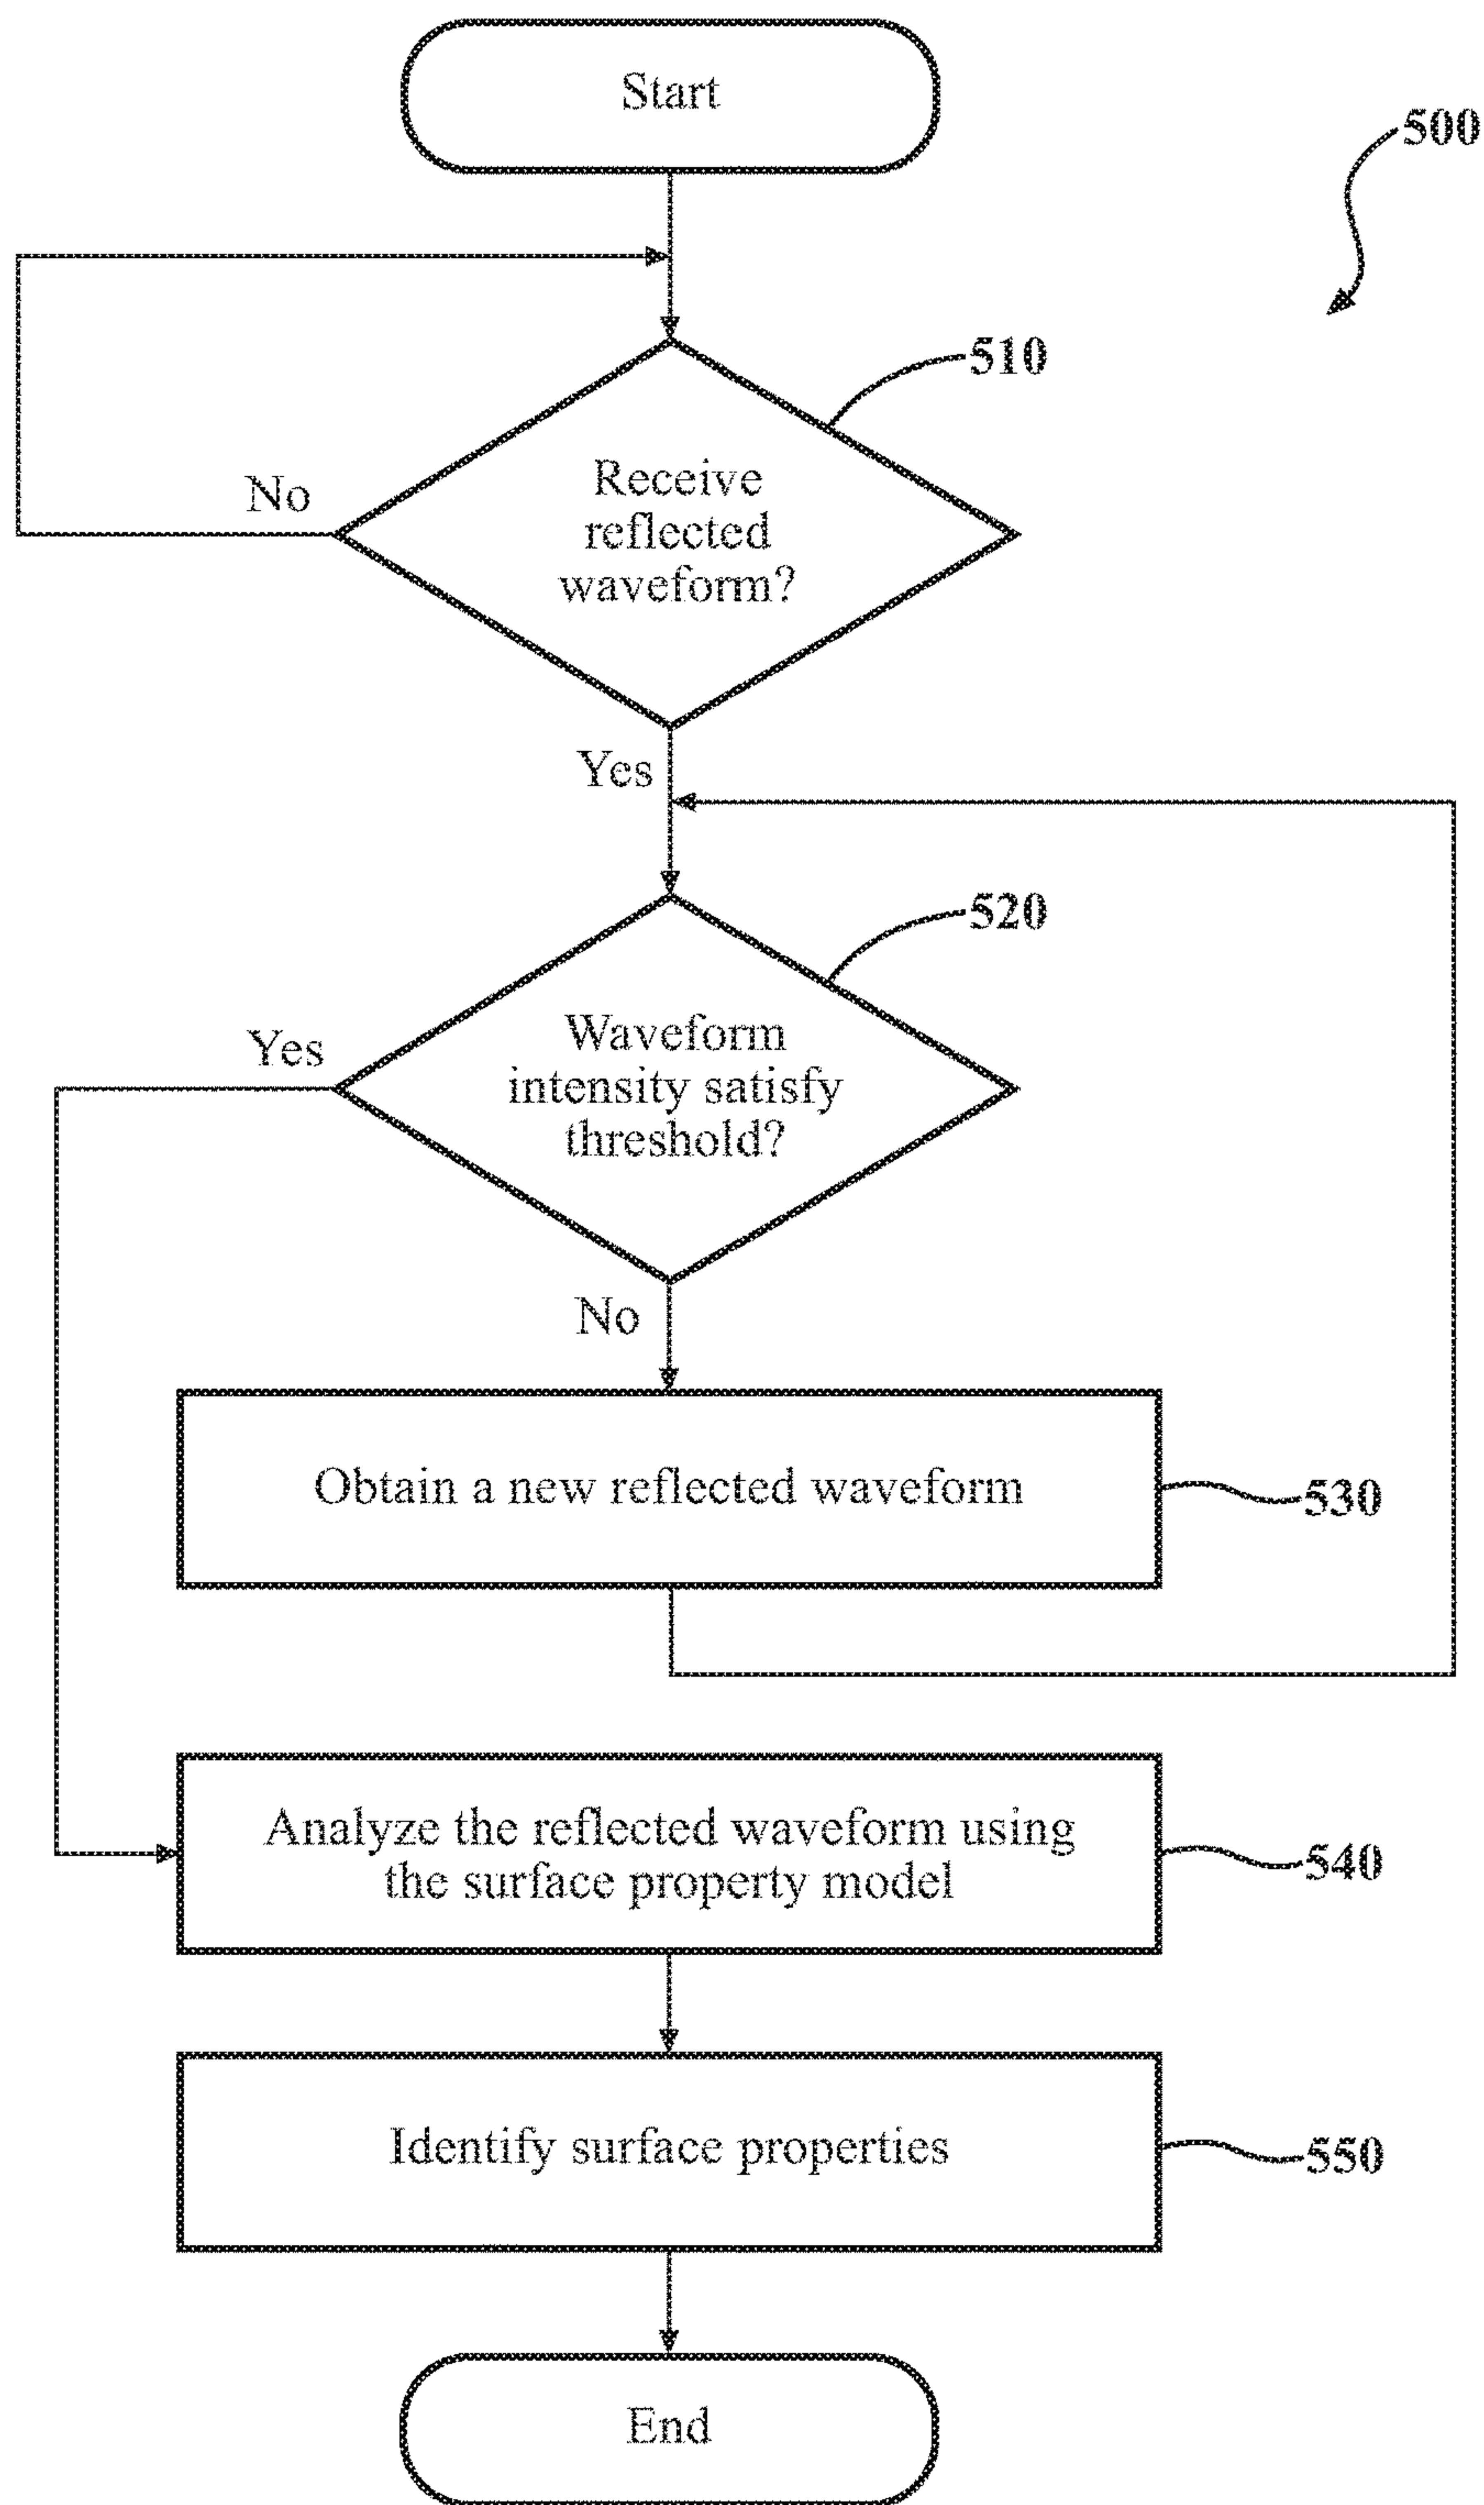 Start
500
510
Receive
reflected
waveform?
No
Yes
520
Waveform
intensity satisfy
threshold?
Yes
No
Obtain a new reflected waveform
530
Analyze the reflected waveform using
the surface property model
540
Identify surface properties
550
End